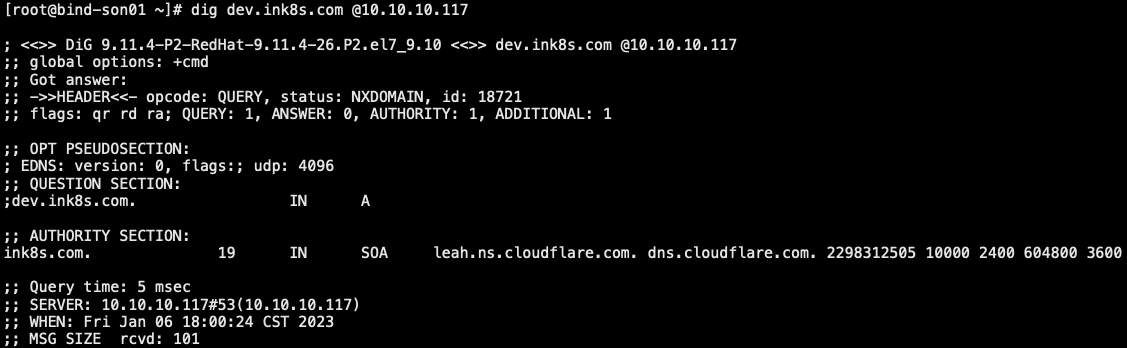 [root@bind-son01 ~]# dig dev.ink8s.com @10.10.10.117
; <<>> DiG 9.11.4-P2-RedHat-9.11.4-26.P2.el7_9.10 <<>> dev.ink8s.com @10.10.10.117
;; global options: +cmd
;; Got answer:
;; ->>HEADER<<- opcode: QUERY, status: NXDOMAIN, id: 18721
;; flags: qr rd ra; QUERY: 1, ANSWER: 0, AUTHORITY: 1, ADDITIONAL: 1
;; OPT PSEUDOSECTION:
; EDNS: version: 0, flags:; udp: 4096
;; QUESTION SECTION:
;dev.ink8s.com. IN A
;; AUTHORITY SECTION:
ink8s.com. 19 IN SOA leah.ns.cloudflare.com. dns.cloudflare.com. 2298312505 10000 2400 604800 3600
;; Query time: 5 msec
;; SERVER: 10.10.10.117#53(10.10.10.117)
;; WHEN: Fri Jan 06 18:00:24 CST 2023
;; MSG SIZE rcvd: 101